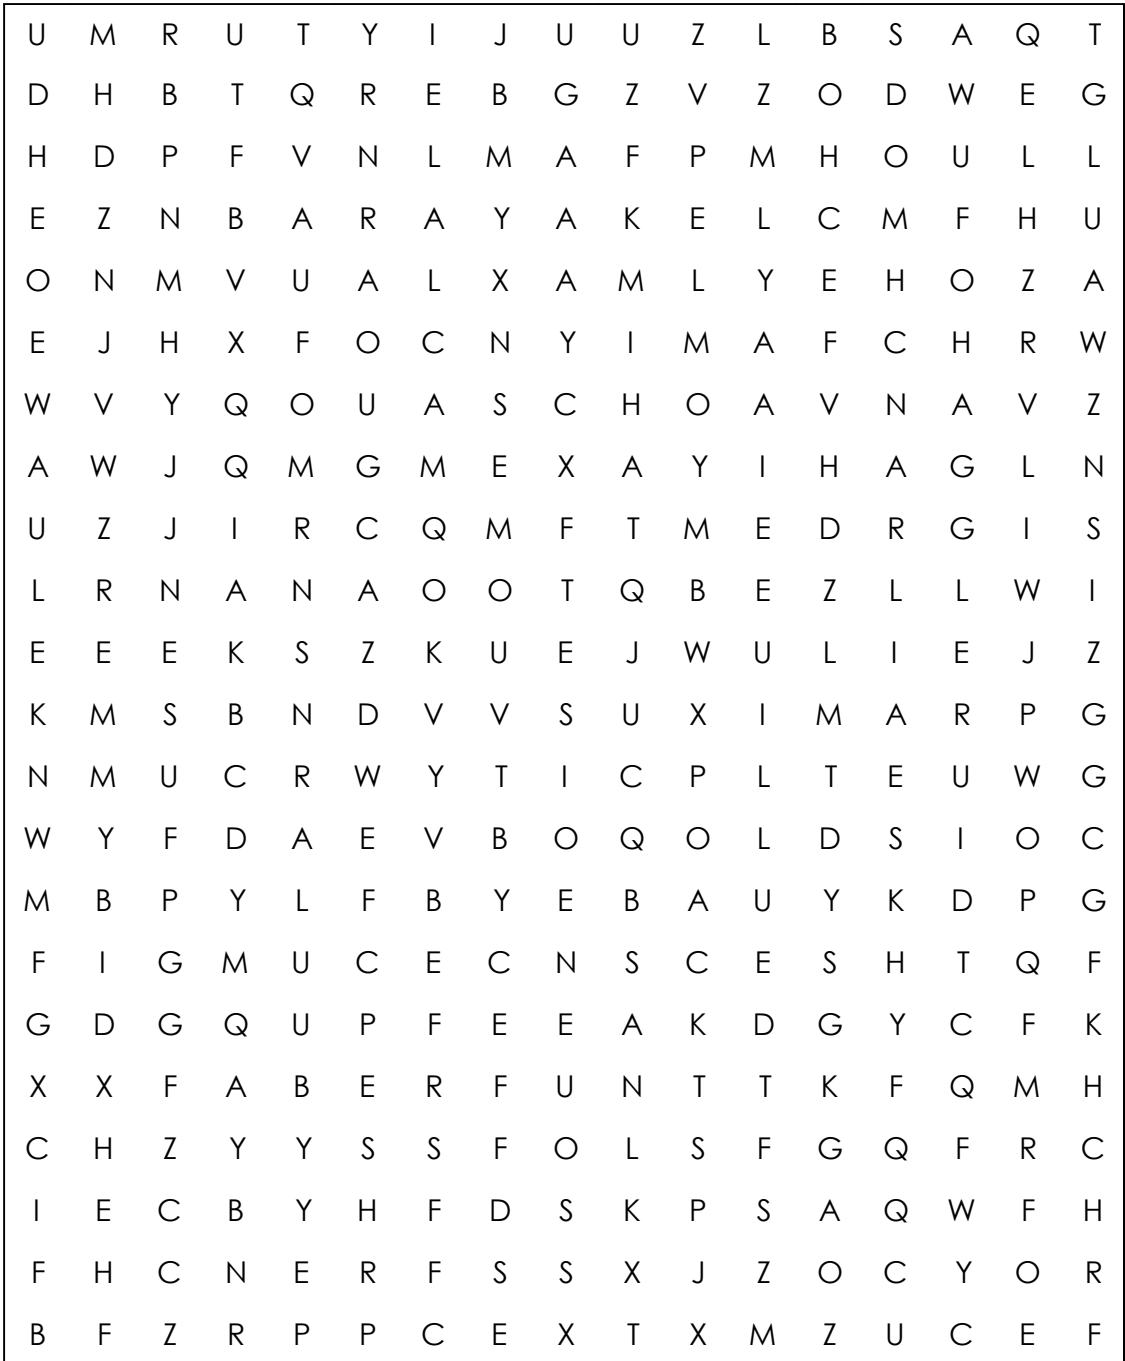 U M R U T Y I J U U Z L B S A Q T
D H B T Q R E B G Z V Z O D W E G
H D P F V N L M A F P M H O U L L
E Z N B A R A Y A K E L C M F H U
O N M V U A L X A M L Y E H O Z A
E J H X F O C N Y I M A F C H R W
W V Y Q O U A S C H O A V N A V Z
A W J Q M G M E X A Y I H A G L N
U Z J I R C Q M F T M E D R G I S
L R N A N A O O T Q B E Z L L W I
E E E K S Z K U E J W U L I E J Z
K M S B N D V V S U X I M A R P G
N M U C R W Y T I C P L T E U W G
W Y F D A E V B O Q O L D S I O C
M B P Y L F B Y E B A U Y K D P G
F I G M U C E C N S C E S H T Q F
G D G Q U P F E E A K D G Y C F K
X X F A B E R F U N T T K F Q M H
C H Z Y Y S S F O L S F G Q F R C
I E C B Y H F D S K P S A Q W F H
F H C N E R F S S X J Z O C Y O R
B F Z R P P C E X T X M Z U C E F